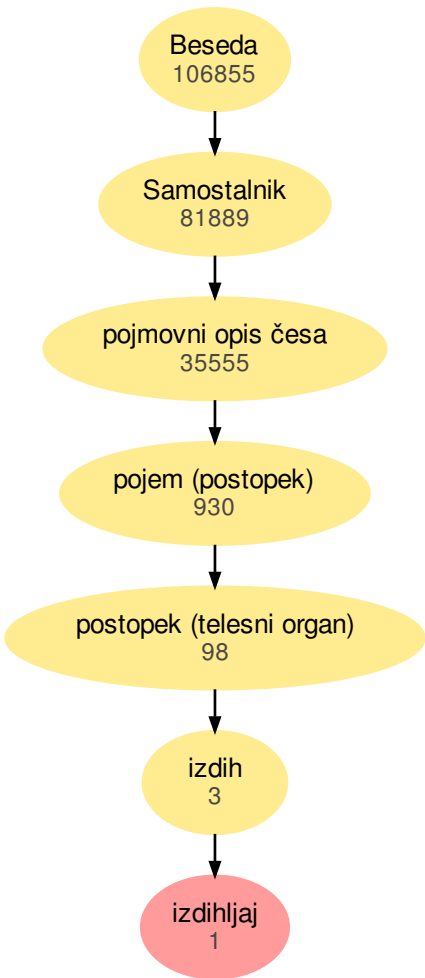 Beseda
106855
Samostalnik
81889
pojmovni opis česa
35555
pojem (postopek)
930
postopek (telesni organ)
98
izdih
3
izdihljaj
1